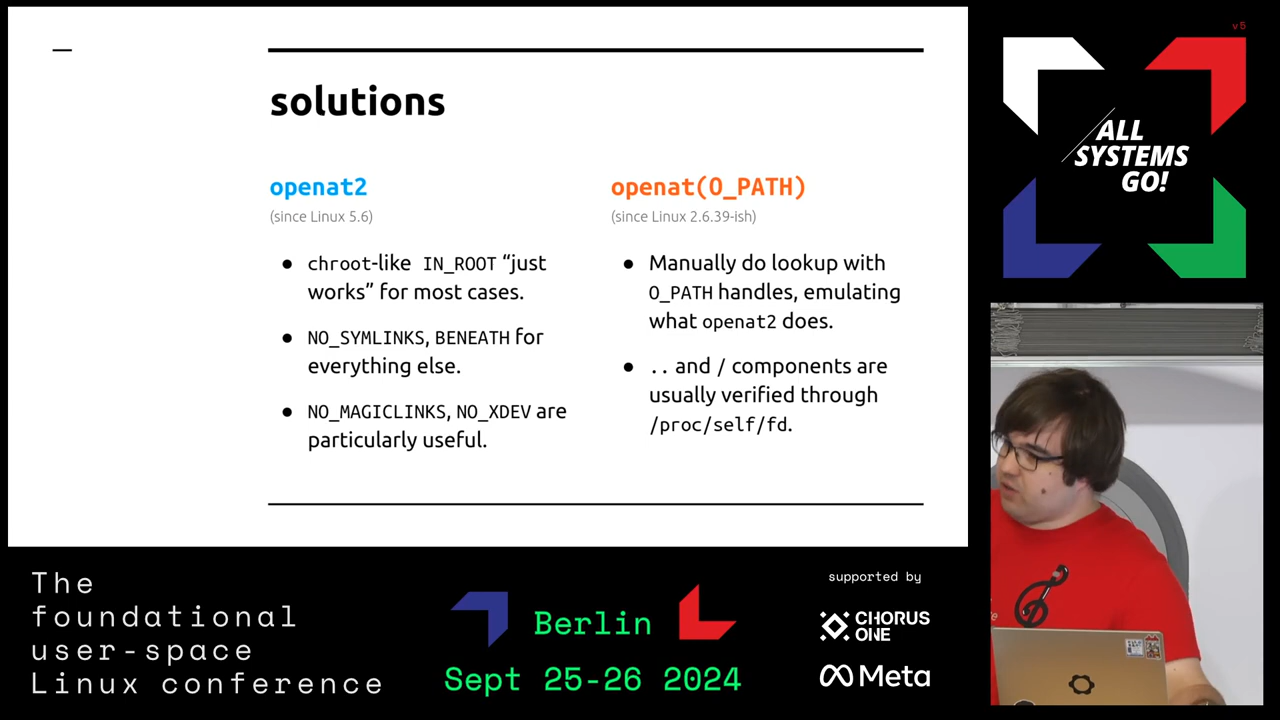 solutions
openat2
(since Linux 5.6)
● chroot-like IN_ROOT “just
works” for most cases.
● NO_SYMLINKS, BENEATH for
everything else.
● NO_MAGICLINKS, NO_XDEV are
particularly useful.
openat(O_PATH)
(since Linux 2.6.39-ish)
● Manually do lookup with
O_PATH handles, emulating
what openat2 does.
● .. and / components are
usually verified through
/proc/self/fd.
v5
ALL
SYSTEMS
GO!
The
foundational
user-space
Linux conference
Berlin
Sept 25-26 2024
supported by
CHORUS
ONE
Meta